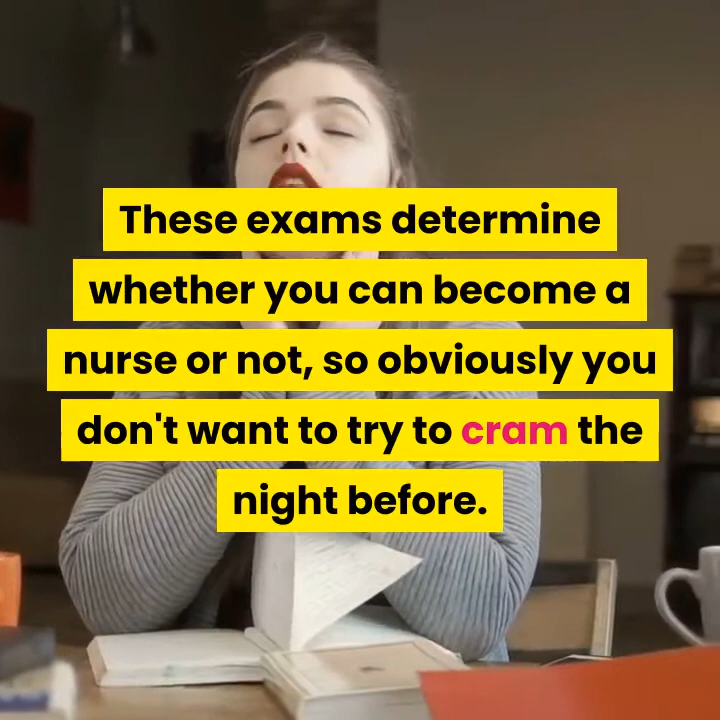 These exams determine
whether you can become a
nurse or not, so obviously you
don't want to try to cram the
night before.